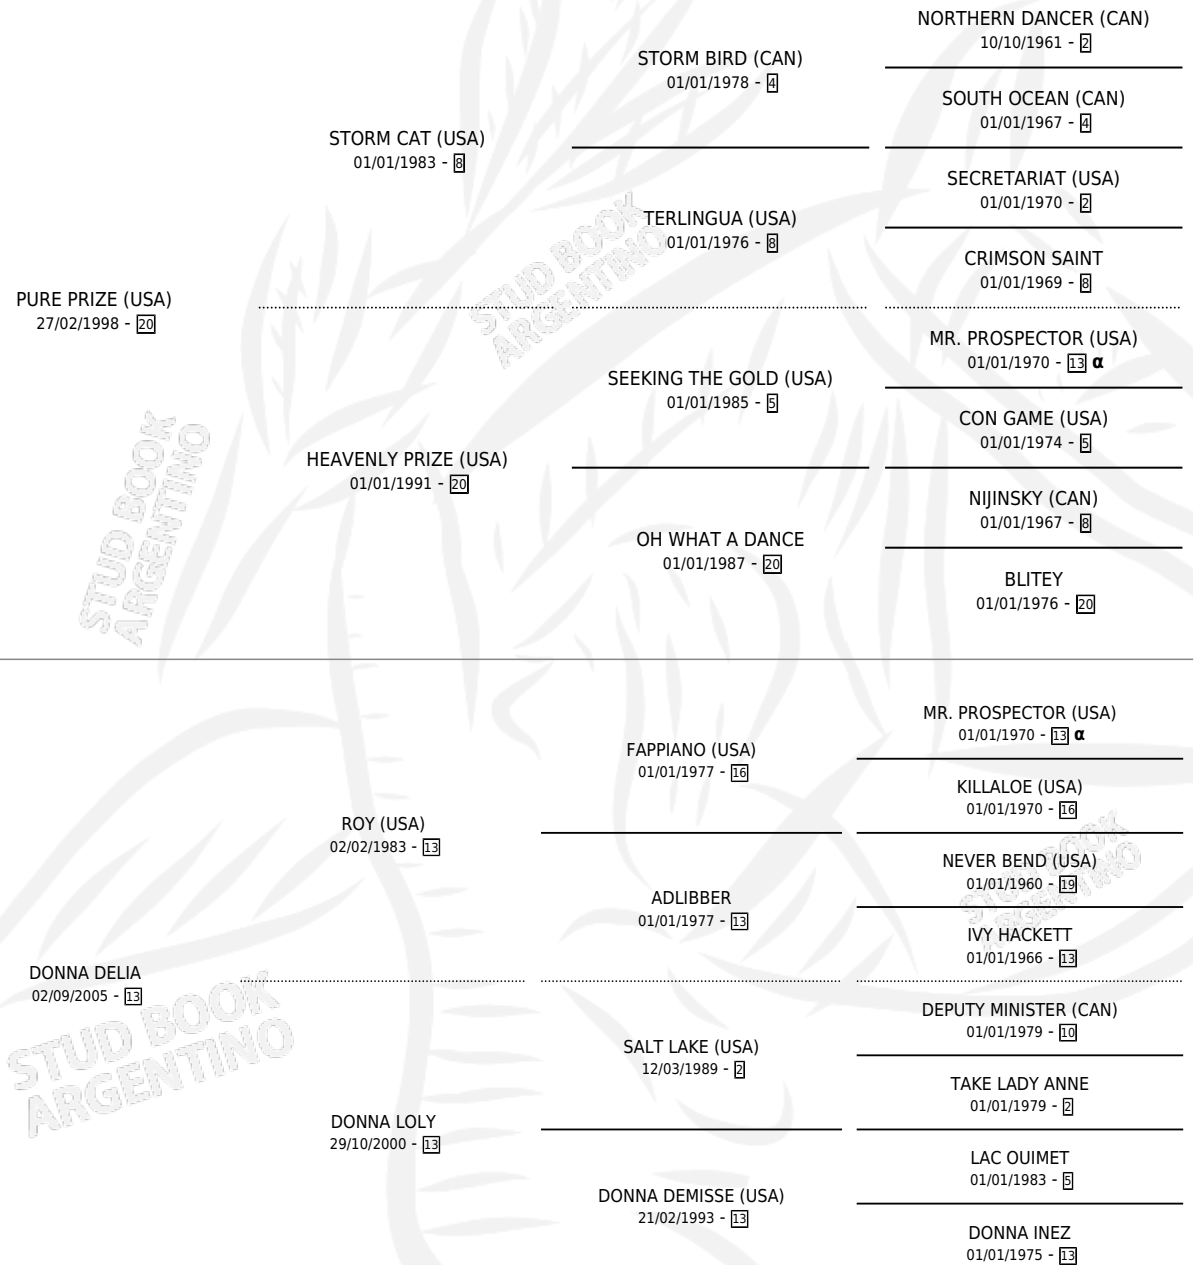 NORTHERN DANCER (CAN)
10/10/1961 - 2
STORM BIRD (CAN)
01/01/1978 - 4
SOUTH OCEAN (CAN)
01/01/1967 - 4
STORM CAT (USA)
01/01/1983 - 8
SECRETARIAT (USA)
01/01/1970 - 2
TERLINGUA (USA)
01/01/1976 - 8
CRIMSON SAINT
01/01/1969 - 8
PURE PRIZE (USA)
27/02/1998 - 20
MR. PROSPECTOR (USA)
01/01/1970 - 13 α
SEEKING THE GOLD (USA)
01/01/1985 - 5
CON GAME (USA)
01/01/1974 - 5
HEAVENLY PRIZE (USA)
01/01/1991 - 20
NIJINSKY (CAN)
01/01/1967 - 8
OH WHAT A DANCE
01/01/1987 - 20
BLITEY
01/01/1976 - 20
MR. PROSPECTOR (USA)
01/01/1970 - 13 α
FAPPIANO (USA)
01/01/1977 - 16
KILLALOE (USA)
01/01/1970 - 16
ROY (USA)
02/02/1983 - 13
NEVER BEND (USA)
01/01/1960 - 19
ADLIBBER
01/01/1977 - 13
IVY HACKETT
01/01/1966 - 13
DONNA DELIA
02/09/2005 - 13
DEPUTY MINISTER (CAN)
01/01/1979 - 10
SALT LAKE (USA)
12/03/1989 - 2
TAKE LADY ANNE
01/01/1979 - 2
DONNA LOLY
29/10/2000 - 13
LAC OUIMET
01/01/1983 - 5
DONNA DEMISSE (USA)
21/02/1993 - 13
DONNA INEZ
01/01/1975 - 13
STUD BOOK
ARGENTINO
STUD BOOK
ARGENTINO
STUD BOOK
ARGENTINO
STUD BOOK
ARGENTINO